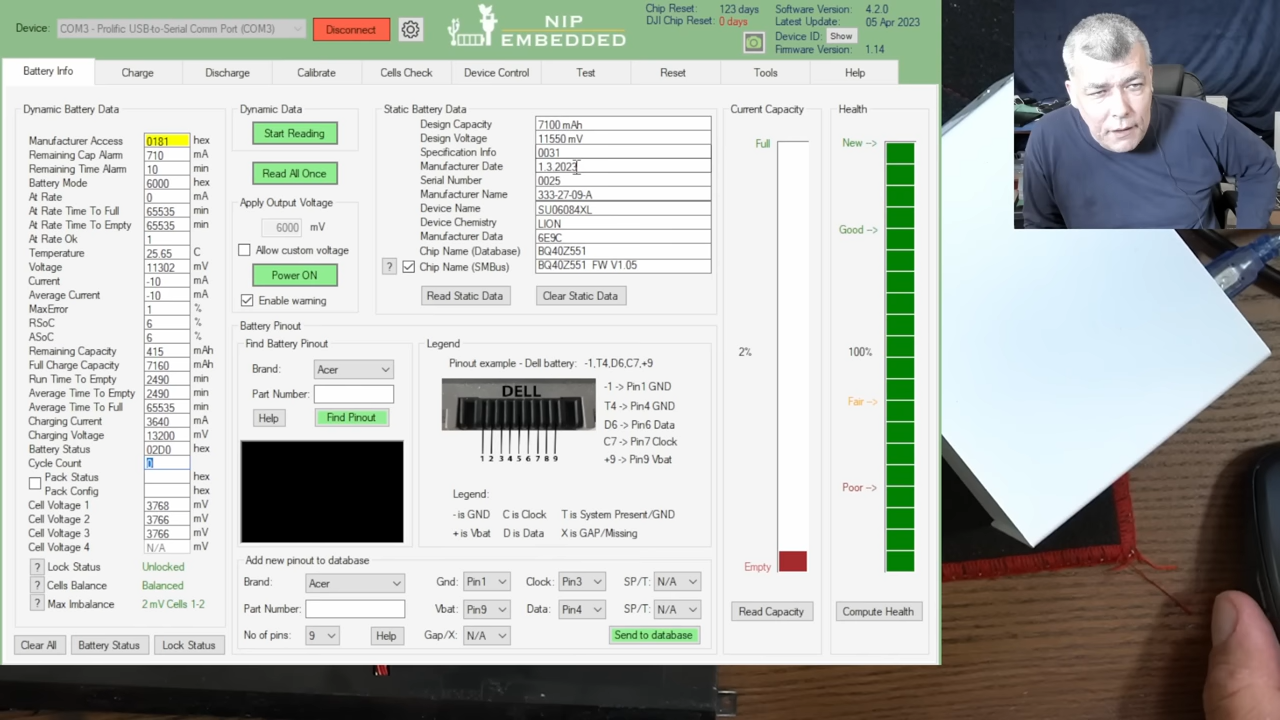 Device: COM3 - Prolific USB-to-Serial Comm Port (COM3) Disconnect
NIP EMBEDDED
Chip Reset: 123 days
DJI Chip Reset: 0 days
Software Version: 4.2.0
Latest Update: 05 Apr 2023
Device ID: Show
Firmware Version: 1.14
Battery Info Charge Discharge Calibrate Cells Check Device Control Test Reset Tools Help
Dynamic Battery Data
Manufacturer Access 0181 hex
Remaining Cap Alarm 710 mA
Remaining Time Alarm 10 min
Battery Mode 6000 hex
At Rate 0 mA
At Rate Time To Full 65535 min
At Rate Time To Empty 65535 min
At Rate Ok 1
Temperature 25.65 C
Voltage 11302 mV
Current -10 mA
Average Current -10 mA
MaxError 1 %
RSoC 6 %
ASoC 6 %
Remaining Capacity 415 mAh
Full Charge Capacity 7160 mAh
Run Time To Empty 2490 min
Average Time To Empty 2490 min
Average Time To Full 65535 min
Charging Current 3640 mA
Charging Voltage 13200 mV
Battery Status 02D0 hex
Cycle Count 0
Pack Status hex
Pack Config hex
Cell Voltage 1 3768 mV
Cell Voltage 2 3766 mV
Cell Voltage 3 3766 mV
Cell Voltage 4 N/A mV
? Lock Status Unlocked
? Cells Balance Balanced
? Max Imbalance 2 mV Cells 1-2
Clear All Battery Status Lock Status
Dynamic Data
Start Reading
Read All Once
Apply Output Voltage
6000 mV
Allow custom voltage
Power ON
Enable warning
Static Battery Data
Design Capacity 7100 mAh
Design Voltage 11550 mV
Specification Info 0031
Manufacturer Date 1.3.2023
Serial Number 0025
Manufacturer Name 333-27-09-A
Device Name SU06084XL
Device Chemistry LION
Manufacturer Data 6E9C
Chip Name (Database) BQ40Z551
? Chip Name (SMBus) BQ40Z551 FW V1.05
Read Static Data Clear Static Data
Battery Pinout
Find Battery Pinout
Brand: Acer
Part Number:
Help Find Pinout
Legend
Pinout example - Dell battery: -1,T4,D6,C7,+9
DELL
1 2 3 4 5 6 7 8 9
-1 -> Pin1 GND
T4 -> Pin4 GND
D6 -> Pin6 Data
C7 -> Pin7 Clock
+9 -> Pin9 Vbat
Legend:
- is GND C is Clock T is System Present/GND
+ is Vbat D is Data X is GAP/Missing
Add new pinout to database
Brand: Acer Gnd: Pin1 Clock: Pin3 SP/T: N/A
Part Number: Vbat: Pin9 Data: Pin4 SP/T: N/A
No of pins: 9 Help Gap/X: N/A Send to database
Current Capacity
Full
2%
Empty
Read Capacity
Health
New -->
Good -->
100%
Fair -->
Poor -->
Compute Health